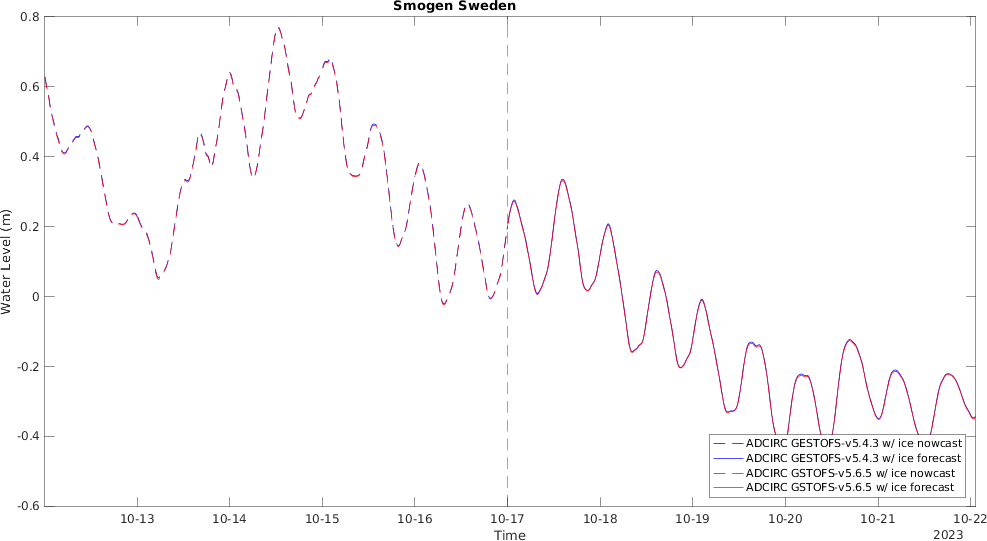 Smogen Sweden
0.8
0.6
0.4
0.2
0
-0.2
-0.4
-0.6
Water Level (m)
ADCIRC GESTOFS-v5.4.3 w/ ice nowcast
ADCIRC GESTOFS-v5.4.3 w/ ice forecast
ADCIRC GSTOFS-v5.6.5 w/ ice nowcast
ADCIRC GSTOFS-v5.6.5 w/ ice forecast
10-13 10-14 10-15 10-16 10-17 10-18 10-19 10-20 10-21 10-22
Time
2023